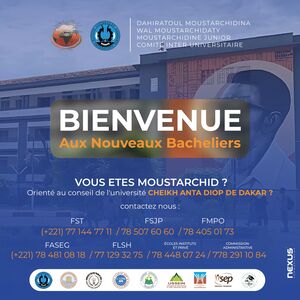 DAHIRATOUL MOUSTARCHIDINA
WAL MOUSTARCHIDATY
MOUSTARCHIDINE JUNIOR
COMITÉ INTER-UNIVERSITAIRE
BIENVENUE
Aux Nouveaux Bacheliers
VOUS ETES MOUSTARCHID ?
Orienté au conseil de l'université CHEIKH ANTA DIOP DE DAKAR ?
contactez nous :
FST FSJP FMPO
(+221) 77 144 77 11 / 78 507 60 60 / 78 405 01 73
FASEG FLSH ÉCOLES INSTITUTS ET PRIVÉ COMMISSION ADMINISTRATIVE
(+221) 78 481 08 18 / 77 129 32 75 / 78 448 07 24 / 778 291 10 84
USSEIN
isep
NEXUS